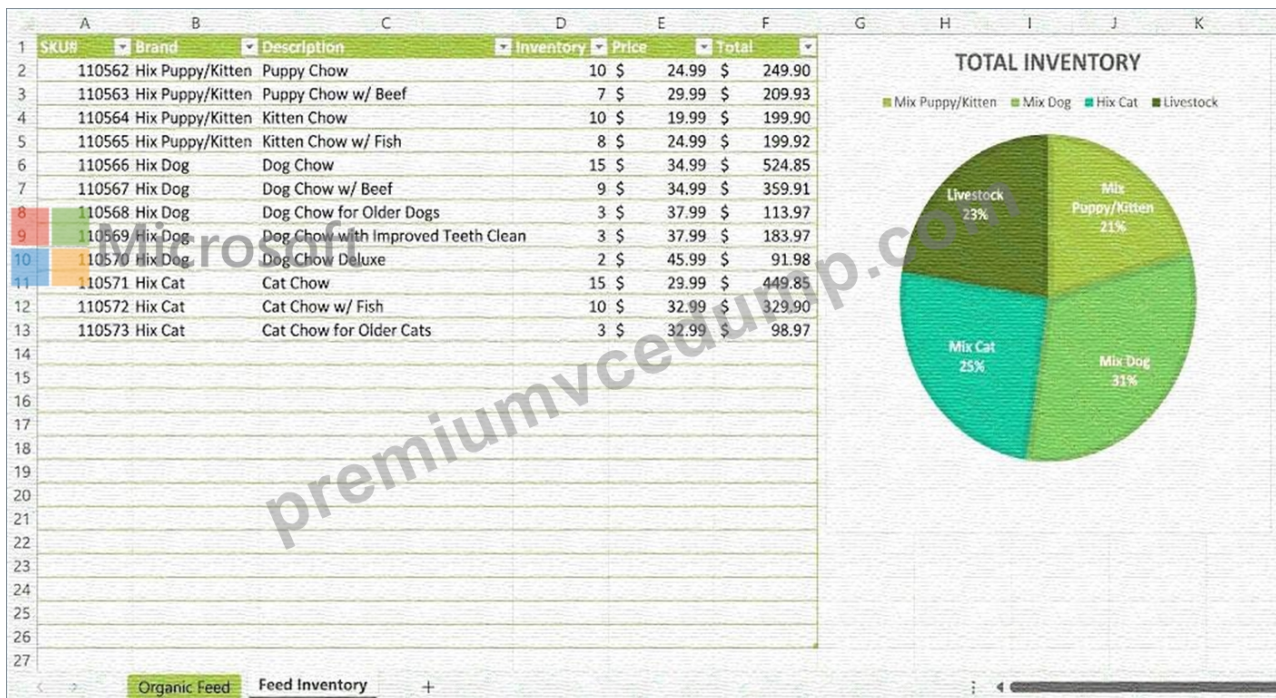 A B C D E F G H I J K
1 SKU# Brand Description Inventory Price Total
2 110562 Hix Puppy/Kitten Puppy Chow 10 $ 24.99 $ 249.90
3 110563 Hix Puppy/Kitten Puppy Chow w/ Beef 7 $ 29.99 $ 209.93
4 110564 Hix Puppy/Kitten Kitten Chow 10 $ 19.99 $ 199.90
5 110565 Hix Puppy/Kitten Kitten Chow w/ Fish 8 $ 24.99 $ 199.92
6 110566 Hix Dog Dog Chow 15 $ 34.99 $ 524.85
7 110567 Hix Dog Dog Chow w/ Beef 9 $ 34.99 $ 359.91
8 110568 Hix Dog Dog Chow for Older Dogs 3 $ 37.99 $ 113.97
9 110569 Hix Dog Dog Chow with Improved Teeth Clean 3 $ 37.99 $ 183.97
10 110570 Hix Dog Dog Chow Deluxe 2 $ 45.99 $ 91.98
11 110571 Hix Cat Cat Chow 15 $ 29.99 $ 449.85
12 110572 Hix Cat Cat Chow w/ Fish 10 $ 32.99 $ 329.90
13 110573 Hix Cat Cat Chow for Older Cats 3 $ 32.99 $ 98.97
14
15
16
17
18
19
20
21
22
23
24
25
26
27
TOTAL INVENTORY
Mix Puppy/Kitten Mix Dog Hix Cat Livestock
Livestock
23%
Mix
Puppy/Kitten
21%
Mix Cat
25%
Mix Dog
31%
Organic Feed Feed Inventory +
Microsoft
premiumvcedump.com